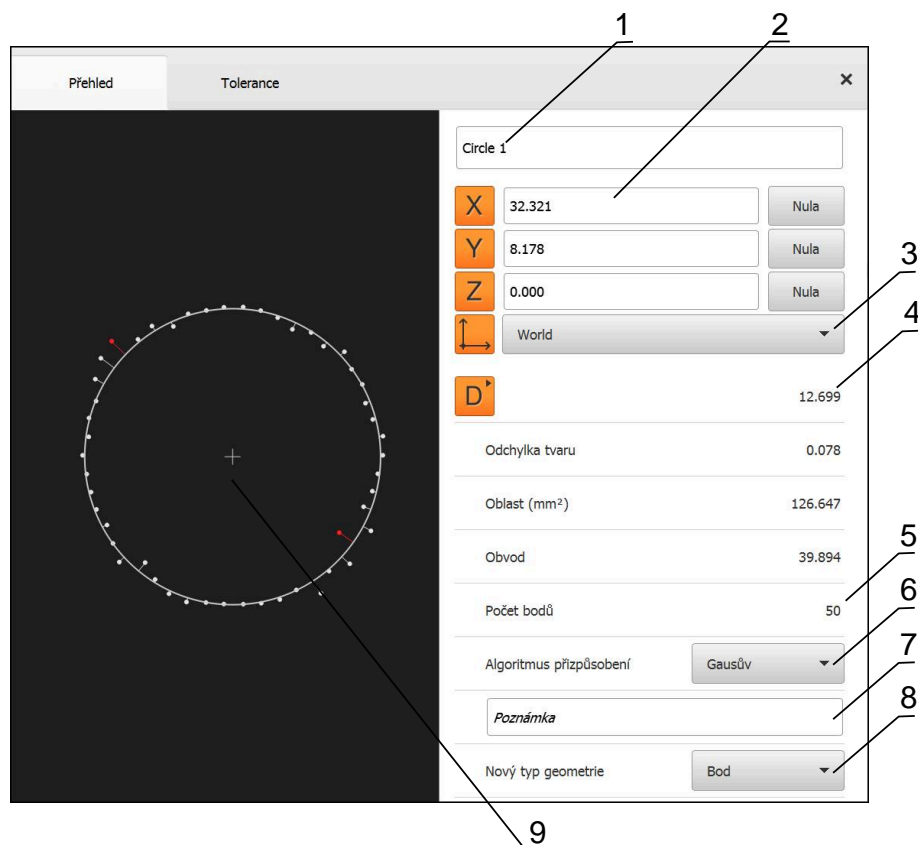 1
2
Přehled
Tolerance
×
Circle 1
X
32.321
Nula
Y
8.178
Nula
Z
0.000
Nula
3
World
4
D
12.699
Odchylka tvaru
0.078
Oblast (mm²)
126.647
5
Obvod
39.894
Počet bodů
50
6
Algoritmus přizpůsobení
Gausův
7
Poznámka
8
Nový typ geometrie
Bod
9